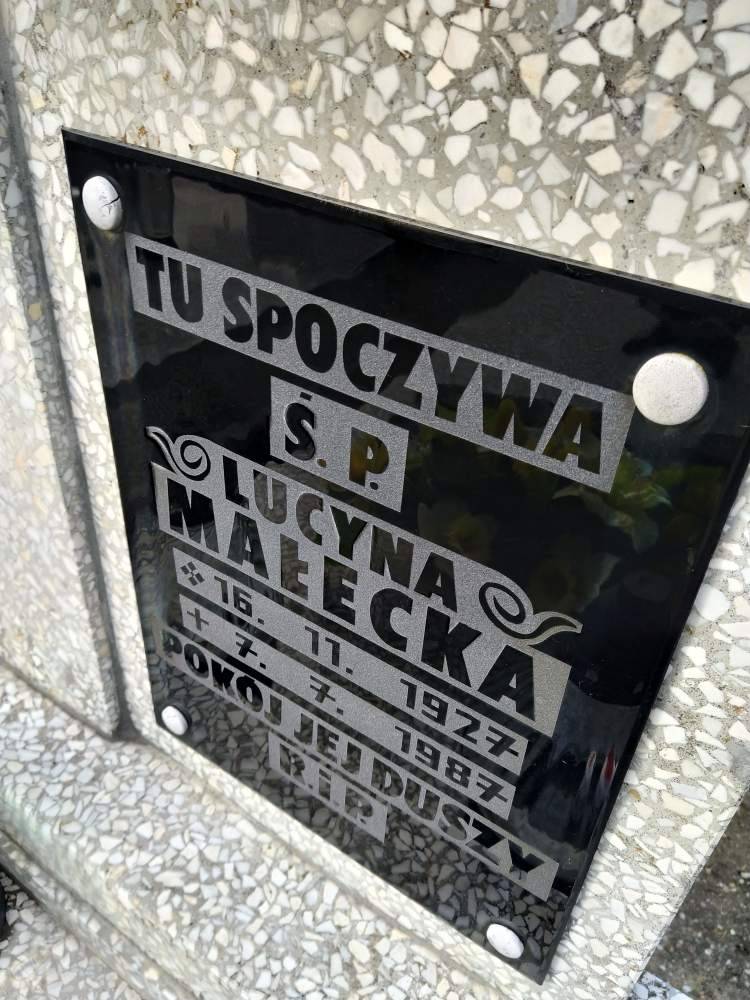 TU SPOCZYWA
Ś. P.
LUCYNA
MAŁECKA
16. 11. 1927
+ 7. 7. 1987
POKÓJ JEJ DUSZY
R i P.